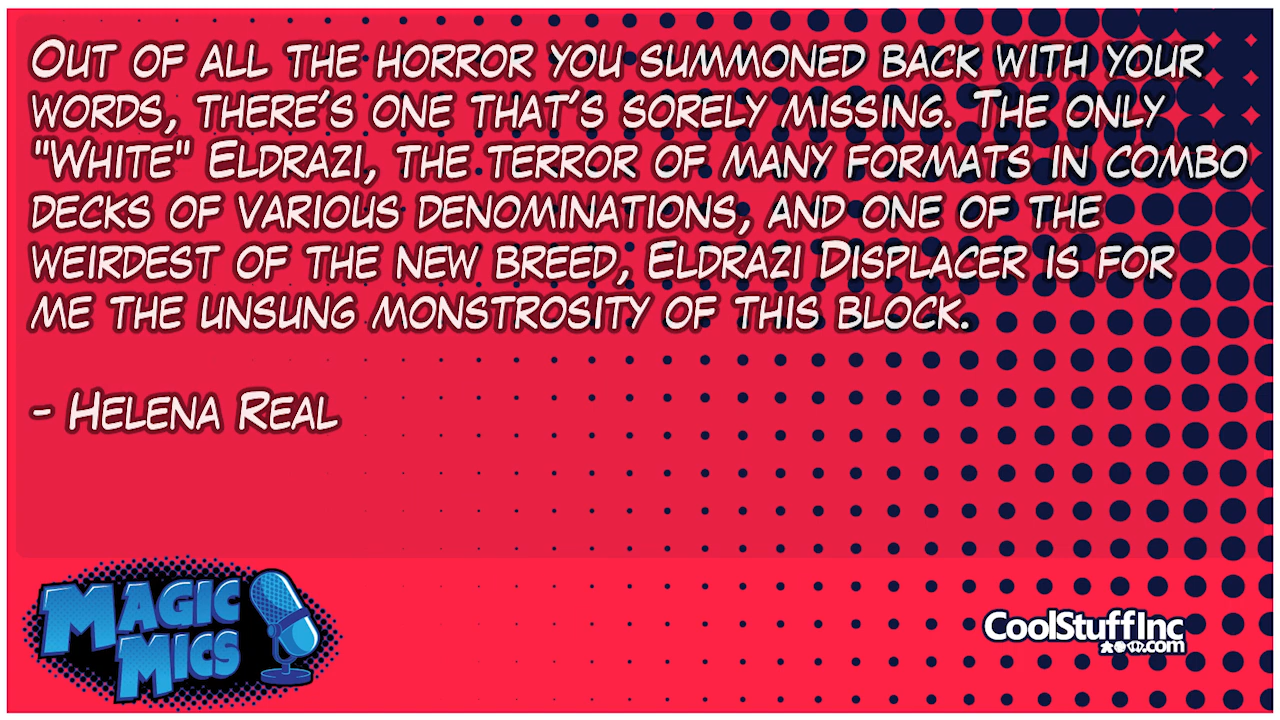 Out of all the horror you summoned back with your
words, there's one that's sorely missing. The only
"White" Eldrazi, the terror of many formats in combo
decks of various denominations, and one of the
weirdest of the new breed, Eldrazi Displacer is for
me the unsung monstrosity of this block.
- Helena Real
Magic
Mics
CoolStuffInc
.com